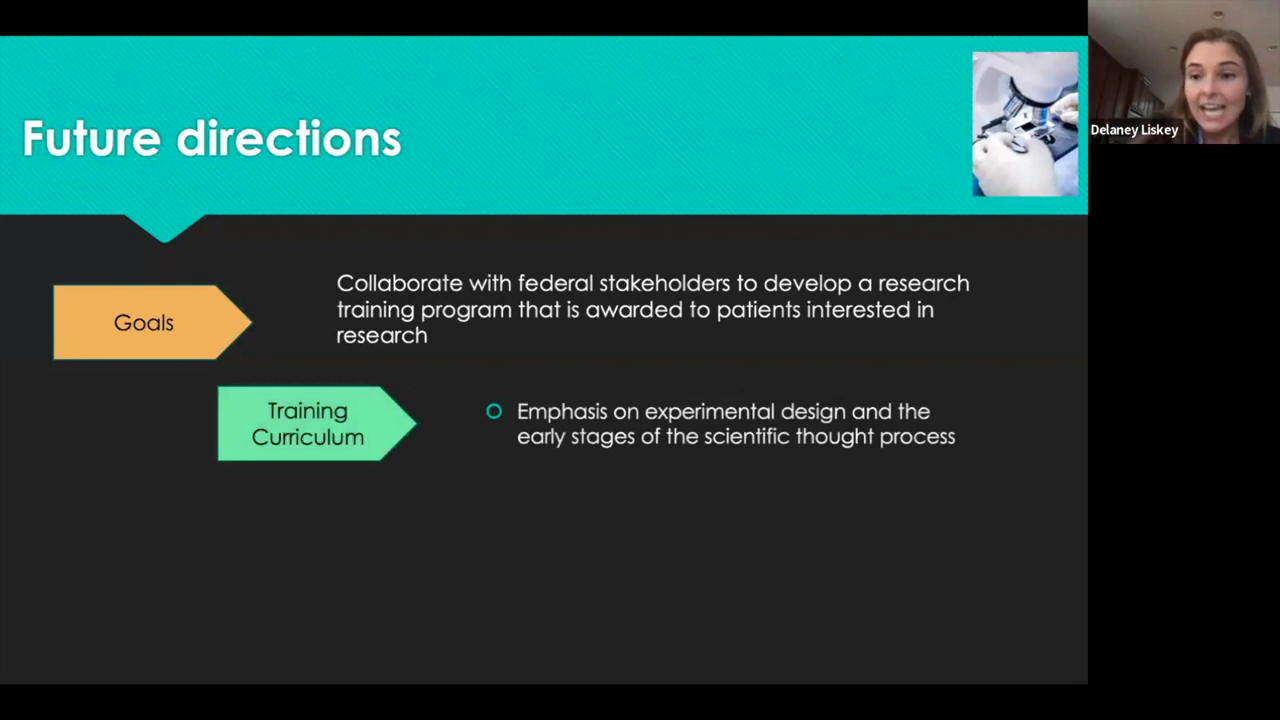 Future directions
Delaney Liskey
Goals
Collaborate with federal stakeholders to develop a research
training program that is awarded to patients interested in
research
Training
Curriculum
Emphasis on experimental design and the
early stages of the scientific thought process